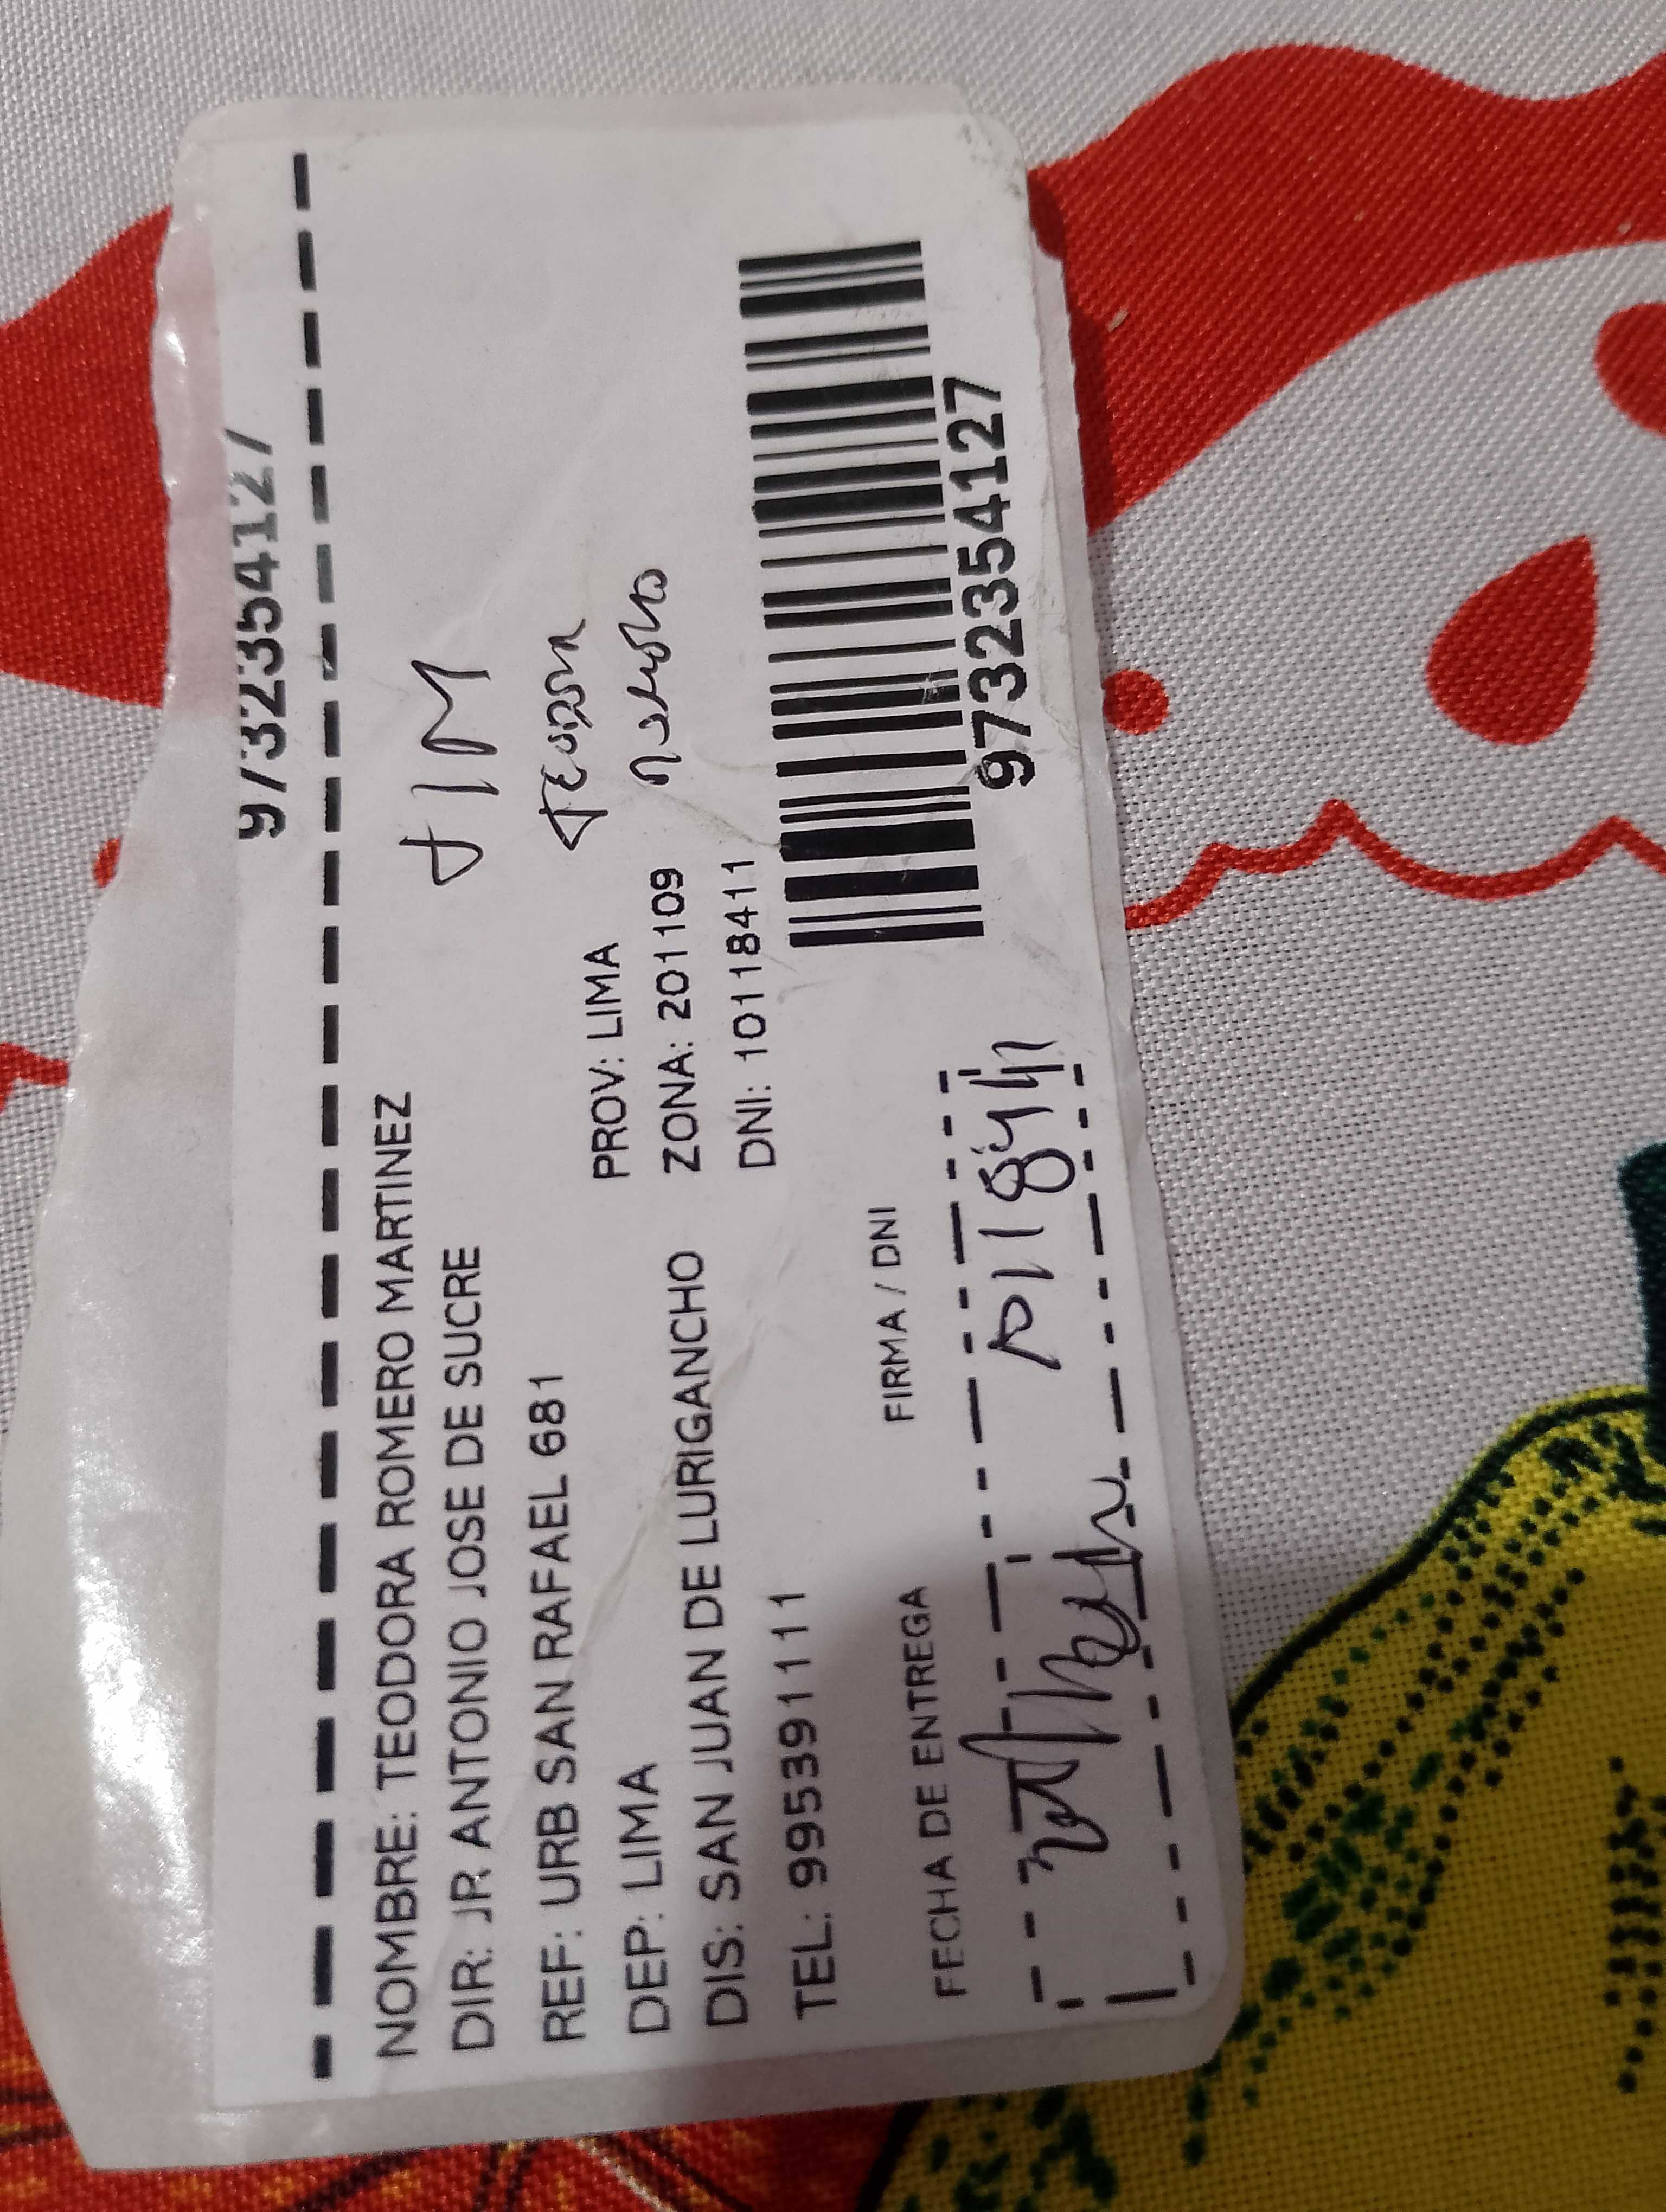 9732354127
NOMBRE: TEODORA ROMERO MARTINEZ
DIR: JR ANTONIO JOSE DE SUCRE
REF: URB SAN RAFAEL 681
DEP: LIMA PROV: LIMA
DIS: SAN JUAN DE LURIGANCHO ZONA: 201109
TEL: 995391111 DNI: 10118411
9732354127
FECHA DE ENTREGA FIRMA / DNI